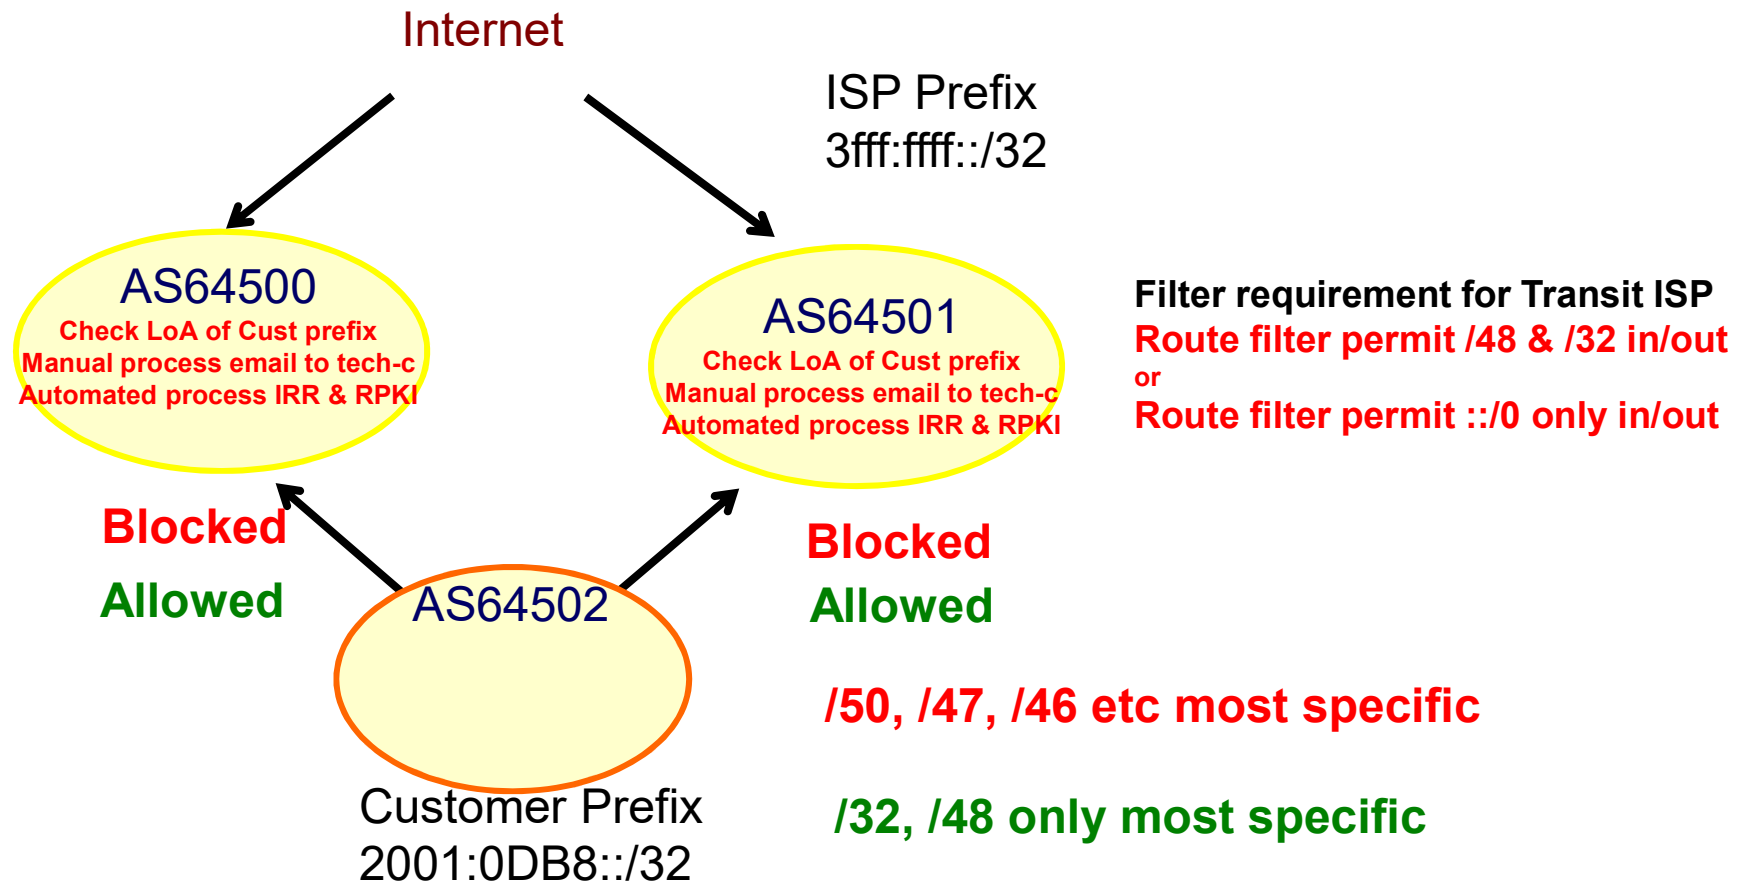 Internet
ISP Prefix
3fff:ffff::/32
AS64500
Check LoA of Cust prefix
Manual process email to tech-c
Automated process IRR & RPKI
AS64501
Check LoA of Cust prefix
Manual process email to tech-c
Automated process IRR & RPKI
Filter requirement for Transit ISP
Route filter permit /48 & /32 in/out
or
Route filter permit ::/0 only in/out
Blocked
Allowed
Blocked
Allowed
AS64502
/50, /47, /46 etc most specific
/32, /48 only most specific
Customer Prefix
2001:0DB8::/32